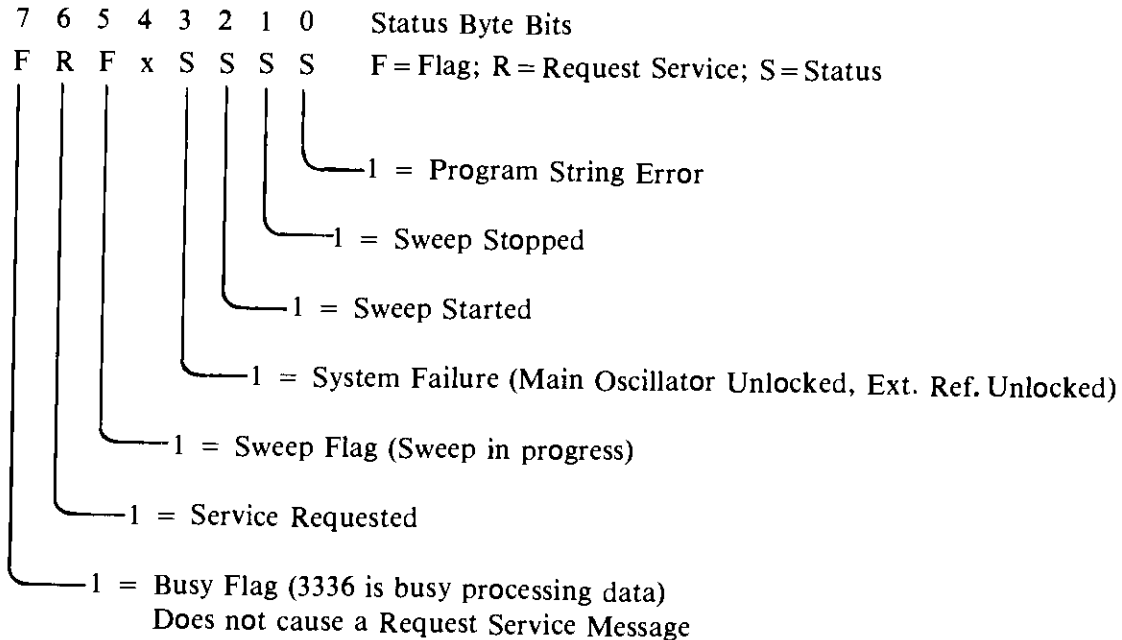 7 6 5 4 3 2 1 0 Status Byte Bits
F R F x S S S S F = Flag; R = Request Service; S = Status
1 = Program String Error
1 = Sweep Stopped
1 = Sweep Started
1 = System Failure (Main Oscillator Unlocked, Ext. Ref. Unlocked)
1 = Sweep Flag (Sweep in progress)
1 = Service Requested
1 = Busy Flag (3336 is busy processing data)
Does not cause a Request Service Message